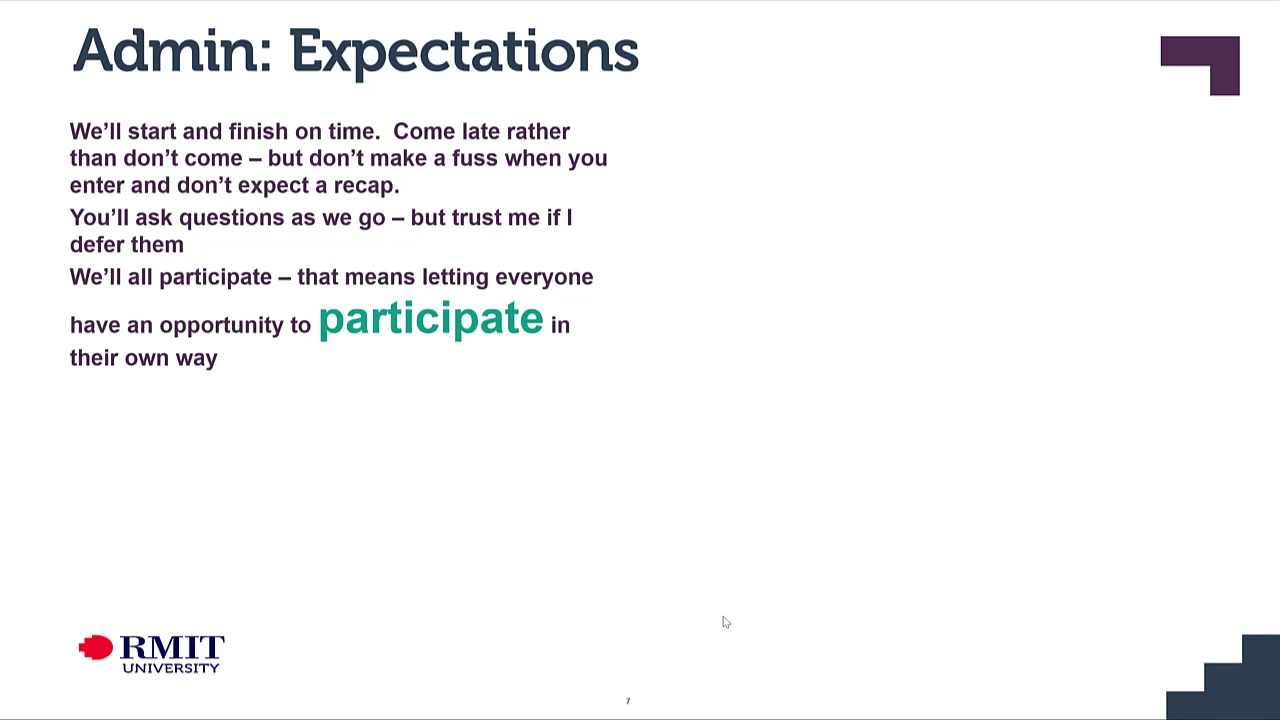 Admin: Expectations
We’ll start and finish on time.  Come late rather
than don’t come – but don’t make a fuss when you
enter and don’t expect a recap.
You’ll ask questions as we go – but trust me if I
defer them
We’ll all participate – that means letting everyone
have an opportunity to participate in
their own way
RMIT
UNIVERSITY
7